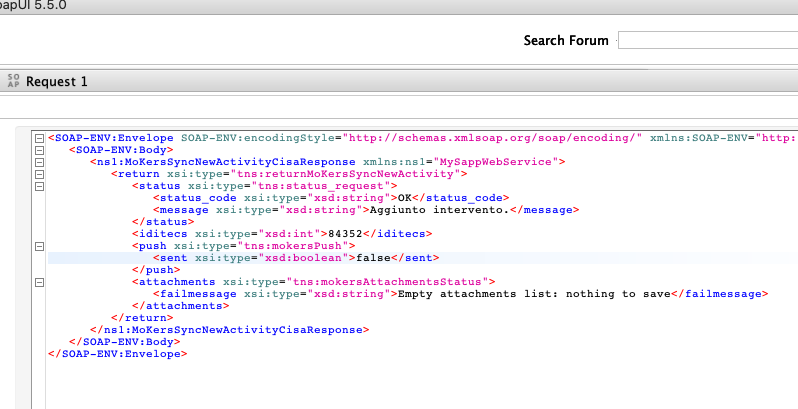 SoapUI 5.5.0
Search Forum
SO
AP Request 1
<SOAP-ENV:Envelope SOAP-ENV:encodingStyle="http://schemas.xmlsoap.org/soap/encoding/" xmlns:SOAP-ENV="http:
<SOAP-ENV:Body>
<ns1:MoKersSyncNewActivityCisaResponse xmlns:ns1="MySappWebService">
<return xsi:type="tns:returnMoKersSyncNewActivity">
<status xsi:type="tns:status_request">
<status_code xsi:type="xsd:string">OK</status_code>
<message xsi:type="xsd:string">Aggiunto intervento.</message>
</status>
<iditecs xsi:type="xsd:int">84352</iditecs>
<push xsi:type="tns:mokersPush">
<sent xsi:type="xsd:boolean">false</sent>
</push>
<attachments xsi:type="tns:mokersAttachmentsStatus">
<failmessage xsi:type="xsd:string">Empty attachments list: nothing to save</failmessage>
</attachments>
</return>
</ns1:MoKersSyncNewActivityCisaResponse>
</SOAP-ENV:Body>
</SOAP-ENV:Envelope>